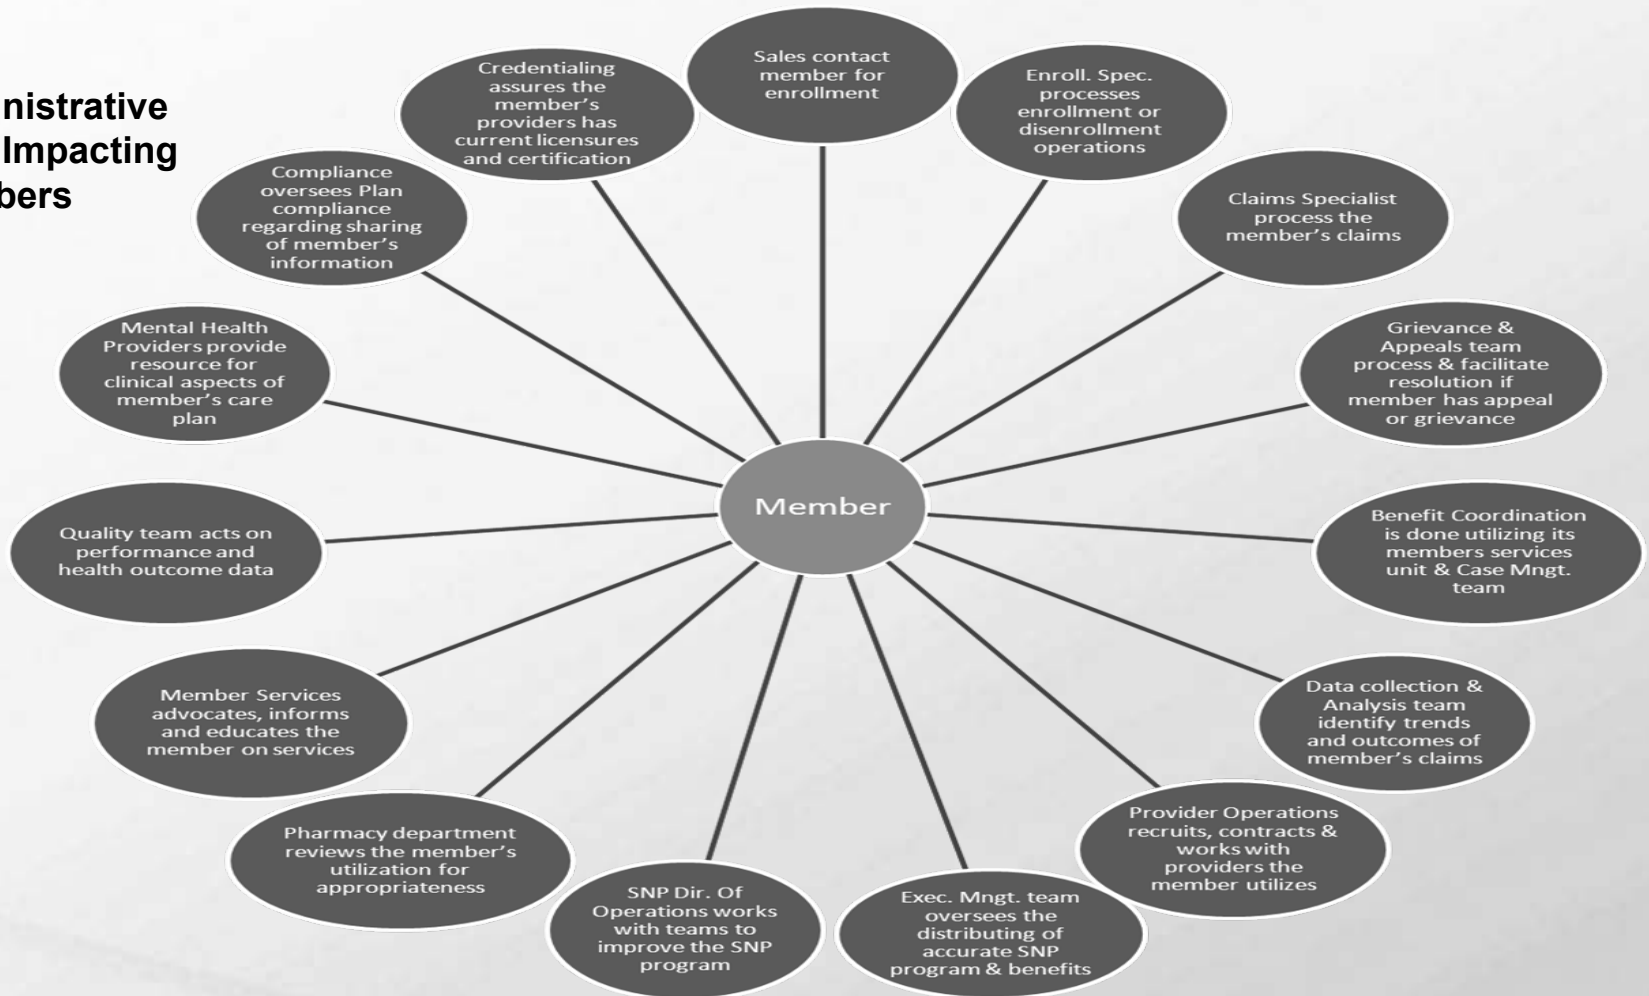 nistrative
Impacting
bers
Sales contact
member for
enrollment
Enroll. Spec.
processes
enrollment or
disenrollment
operations
Claims Specialist
process the
member's claims
Grievance &
Appeals team
process & facilitate
resolution if
member has appeal
or grievance
Benefit Coordination
is done utilizing its
members services
unit & Case Mngt.
team
Data collection &
Analysis team
identify trends
and outcomes of
member's claims
Provider Operations
recruits, contracts &
works with
providers the
member utilizes
Exec. Mngt. team
oversees the
distributing of
accurate SNP
program & benefits
SNP Dir. Of
Operations works
with teams to
improve the SNP
program
Pharmacy department
reviews the member's
utilization for
appropriateness
Member Services
advocates, informs
and educates the
member on services
Quality team acts on
performance and
health outcome data
Mental Health
Providers provide
resource for
clinical aspects of
member's care
plan
Compliance
oversees Plan
compliance
regarding sharing
of member's
information
Credentialing
assures the
member's
providers has
current licensures
and certification
Member